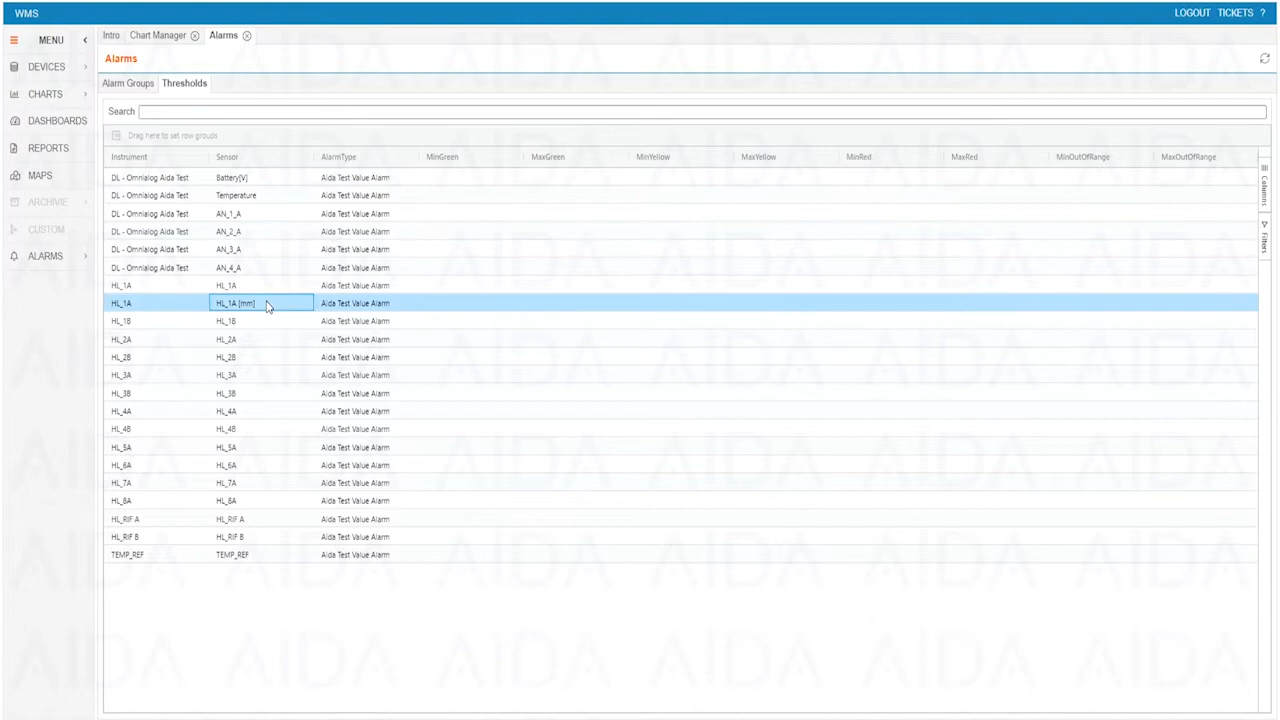 WMS
LOGOUT TICKETS ?
MENU
DEVICES
CHARTS
DASHBOARDS
REPORTS
MAPS
ARCHIVIE
CUSTOM
ALARMS
Intro Chart Manager Alarms
Alarms
Alarm Groups Thresholds
Search
Drag here to set row groups
Instrument Sensor AlarmType MinGreen MaxGreen MinYellow MaxYellow MinRed MaxRed MinOutOfRange MaxOutOfRange
DL - Omnialog Aida Test Battery[V] Aida Test Value Alarm
DL - Omnialog Aida Test Temperature Aida Test Value Alarm
DL - Omnialog Aida Test AN_1_A Aida Test Value Alarm
DL - Omnialog Aida Test AN_2_A Aida Test Value Alarm
DL - Omnialog Aida Test AN_3_A Aida Test Value Alarm
DL - Omnialog Aida Test AN_4_A Aida Test Value Alarm
HL_1A HL_1A Aida Test Value Alarm
HL_1A HL_1A [mm] Aida Test Value Alarm
HL_1B HL_1B Aida Test Value Alarm
HL_2A HL_2A Aida Test Value Alarm
HL_2B HL_2B Aida Test Value Alarm
HL_3A HL_3A Aida Test Value Alarm
HL_3B HL_3B Aida Test Value Alarm
HL_4A HL_4A Aida Test Value Alarm
HL_4B HL_4B Aida Test Value Alarm
HL_5A HL_5A Aida Test Value Alarm
HL_6A HL_6A Aida Test Value Alarm
HL_7A HL_7A Aida Test Value Alarm
HL_8A HL_8A Aida Test Value Alarm
HL_RIF A HL_RIF A Aida Test Value Alarm
HL_RIF B HL_RIF B Aida Test Value Alarm
TEMP_REF TEMP_REF Aida Test Value Alarm
Columns
Filters